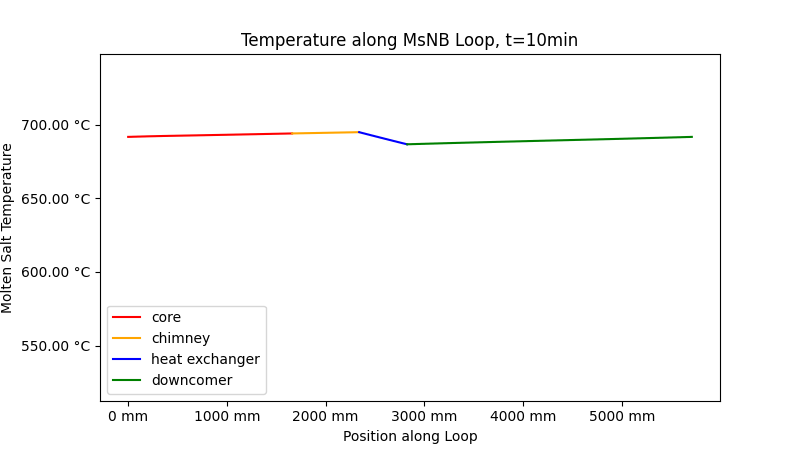 Temperature along MsNB Loop, t=10min
Molten Salt Temperature
700.00 °C
650.00 °C
600.00 °C
550.00 °C
core
chimney
heat exchanger
downcomer
0 mm
1000 mm
2000 mm
3000 mm
4000 mm
5000 mm
Position along Loop